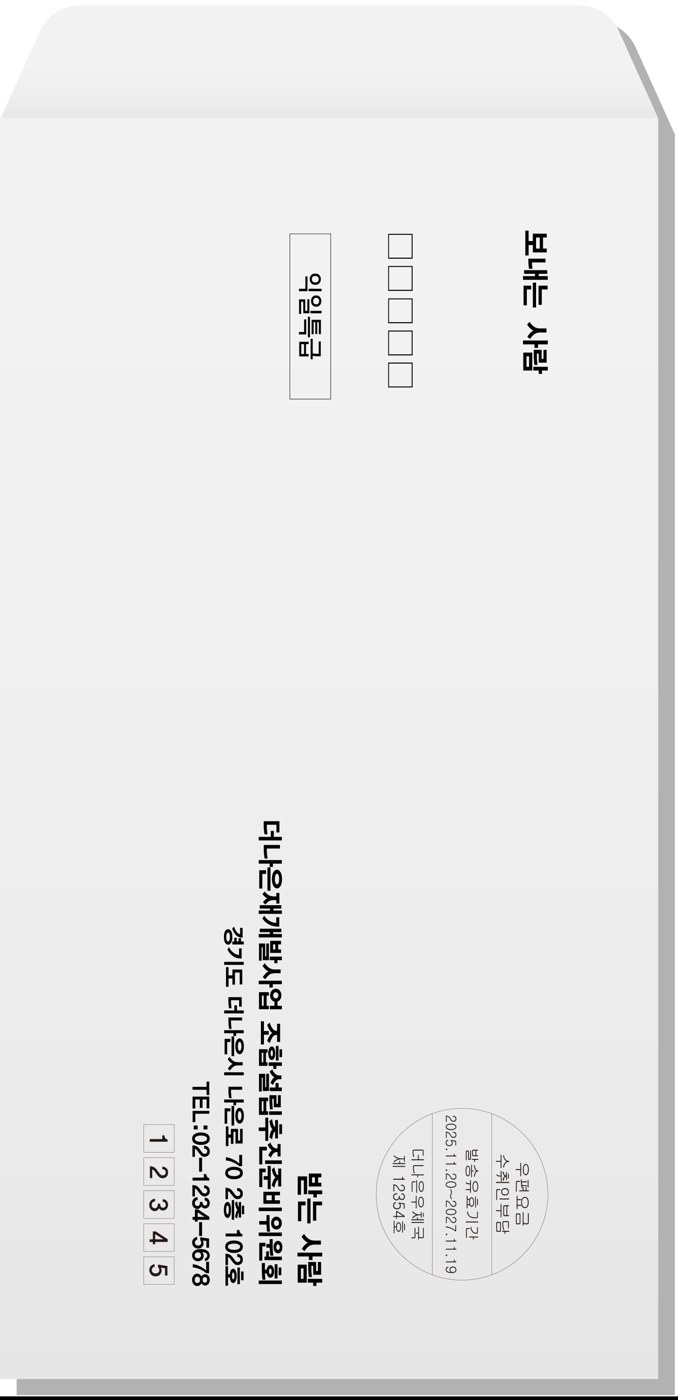 보내는 사람
익일특급
우편요금
수취인부담
발송유효기간
2025.11.20~2027.11.19
더나은우체국
제 12354호
받는 사람
더나은재개발사업 조합설립추진준비위원회
경기도 더나은시 나은로 70 2층 102호
TEL:02-1234-5678
1 2 3 4 5